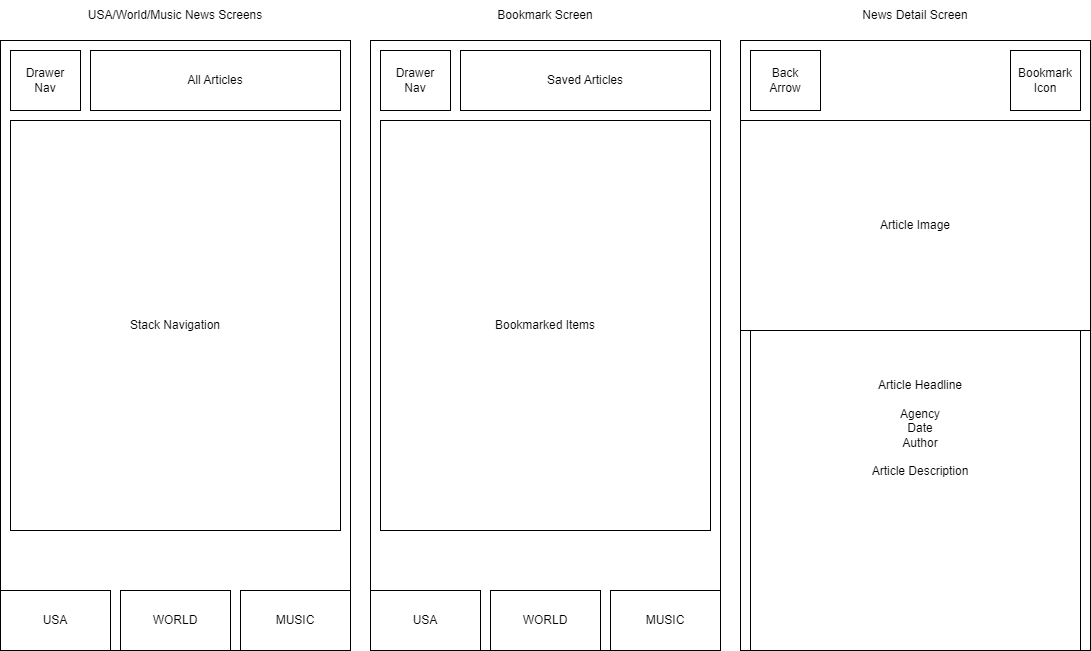 USA/World/Music News Screens
Drawer
Nav
All Articles
Stack Navigation
USA
WORLD
MUSIC
Bookmark Screen
Drawer
Nav
Saved Articles
Bookmarked Items
USA
WORLD
MUSIC
News Detail Screen
Back
Arrow
Bookmark
Icon
Article Image
Article Headline
Agency
Date
Author
Article Description